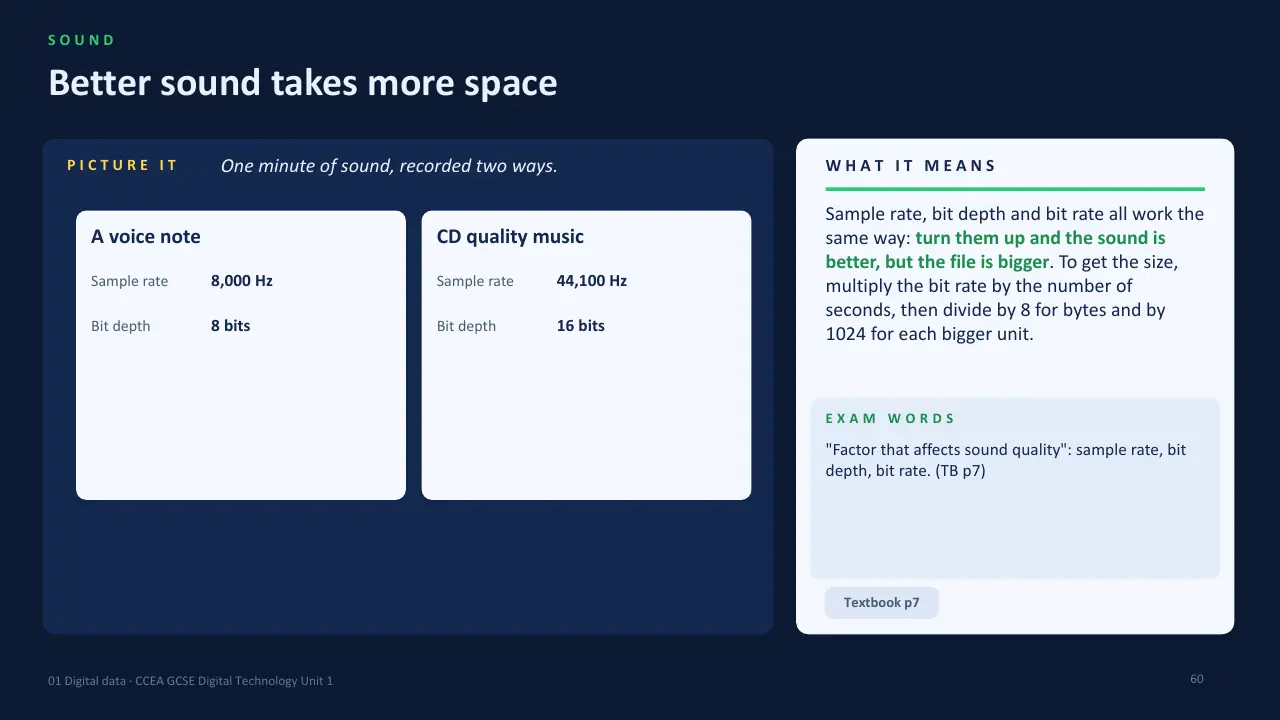 SOUND
Better sound takes more space
PICTURE IT
One minute of sound, recorded two ways.
A voice note
Sample rate 8,000 Hz
Bit depth 8 bits
CD quality music
Sample rate 44,100 Hz
Bit depth 16 bits
WHAT IT MEANS
Sample rate, bit depth and bit rate all work the
same way: turn them up and the sound is
better, but the file is bigger. To get the size,
multiply the bit rate by the number of
seconds, then divide by 8 for bytes and by
1024 for each bigger unit.
EXAM WORDS
"Factor that affects sound quality": sample rate, bit
depth, bit rate. (TB p7)
Textbook p7
01 Digital data · CCEA GCSE Digital Technology Unit 1
60